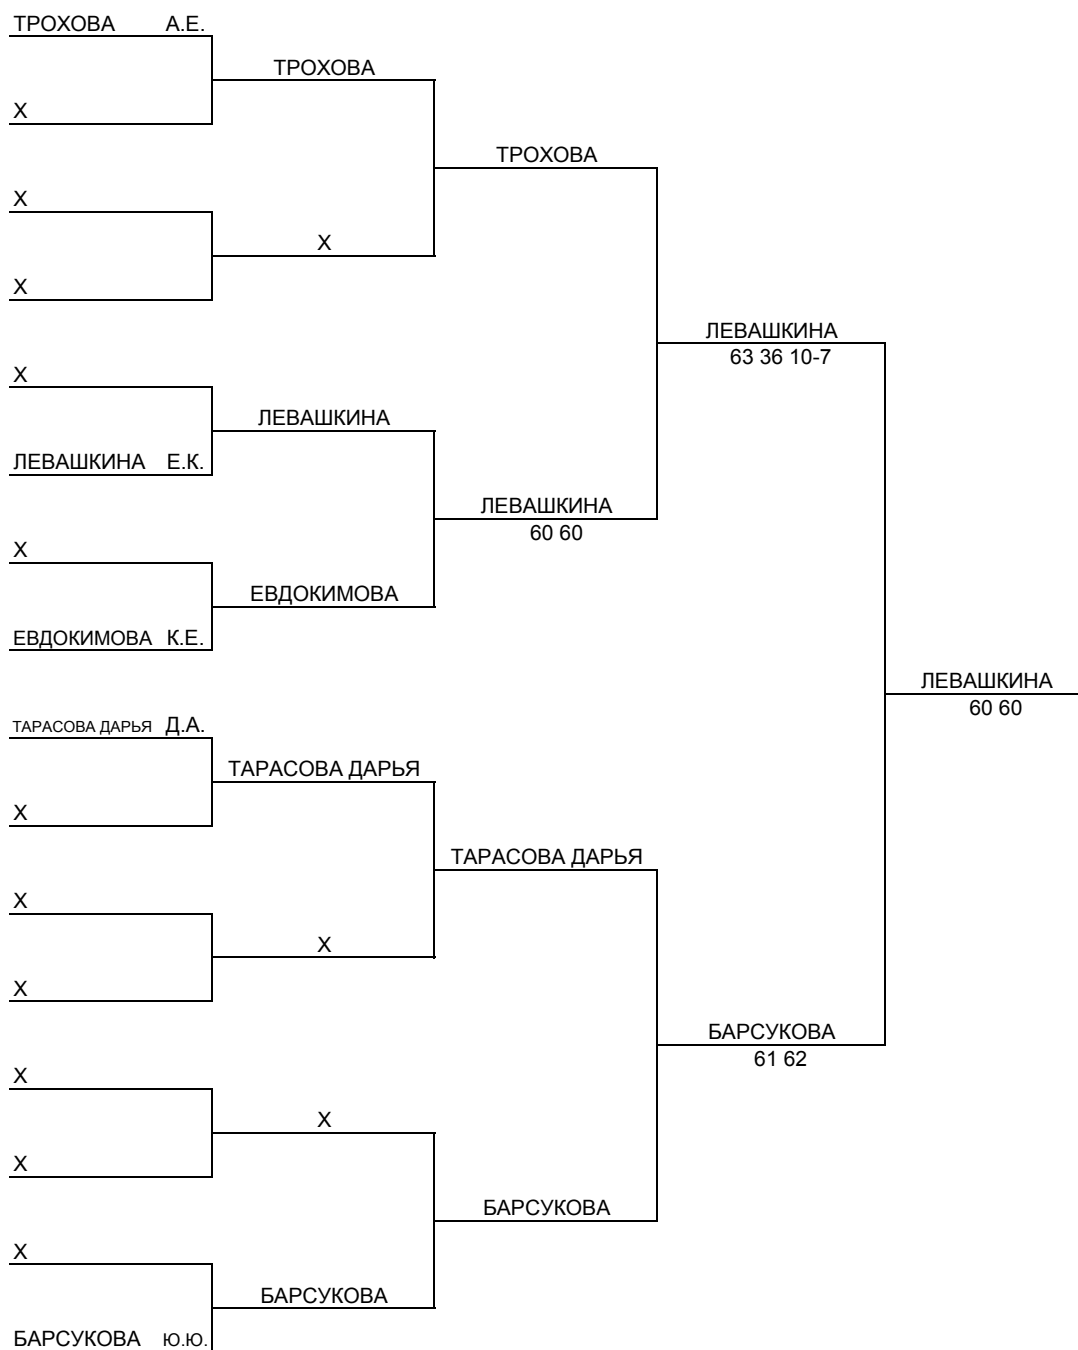 ТРОХОВА А.Е.
ТРОХОВА
X
ТРОХОВА
X
X
X
ЛЕВАШКИНА
63 36 10-7
X
ЛЕВАШКИНА
ЛЕВАШКИНА Е.К.
ЛЕВАШКИНА
60 60
X
ЕВДОКИМОВА
ЕВДОКИМОВА К.Е.
ЛЕВАШКИНА
60 60
ТАРАСОВА ДАРЬЯ Д.А.
ТАРАСОВА ДАРЬЯ
X
ТАРАСОВА ДАРЬЯ
X
X
X
БАРСУКОВА
61 62
X
X
X
БАРСУКОВА
X
БАРСУКОВА
БАРСУКОВА Ю.Ю.